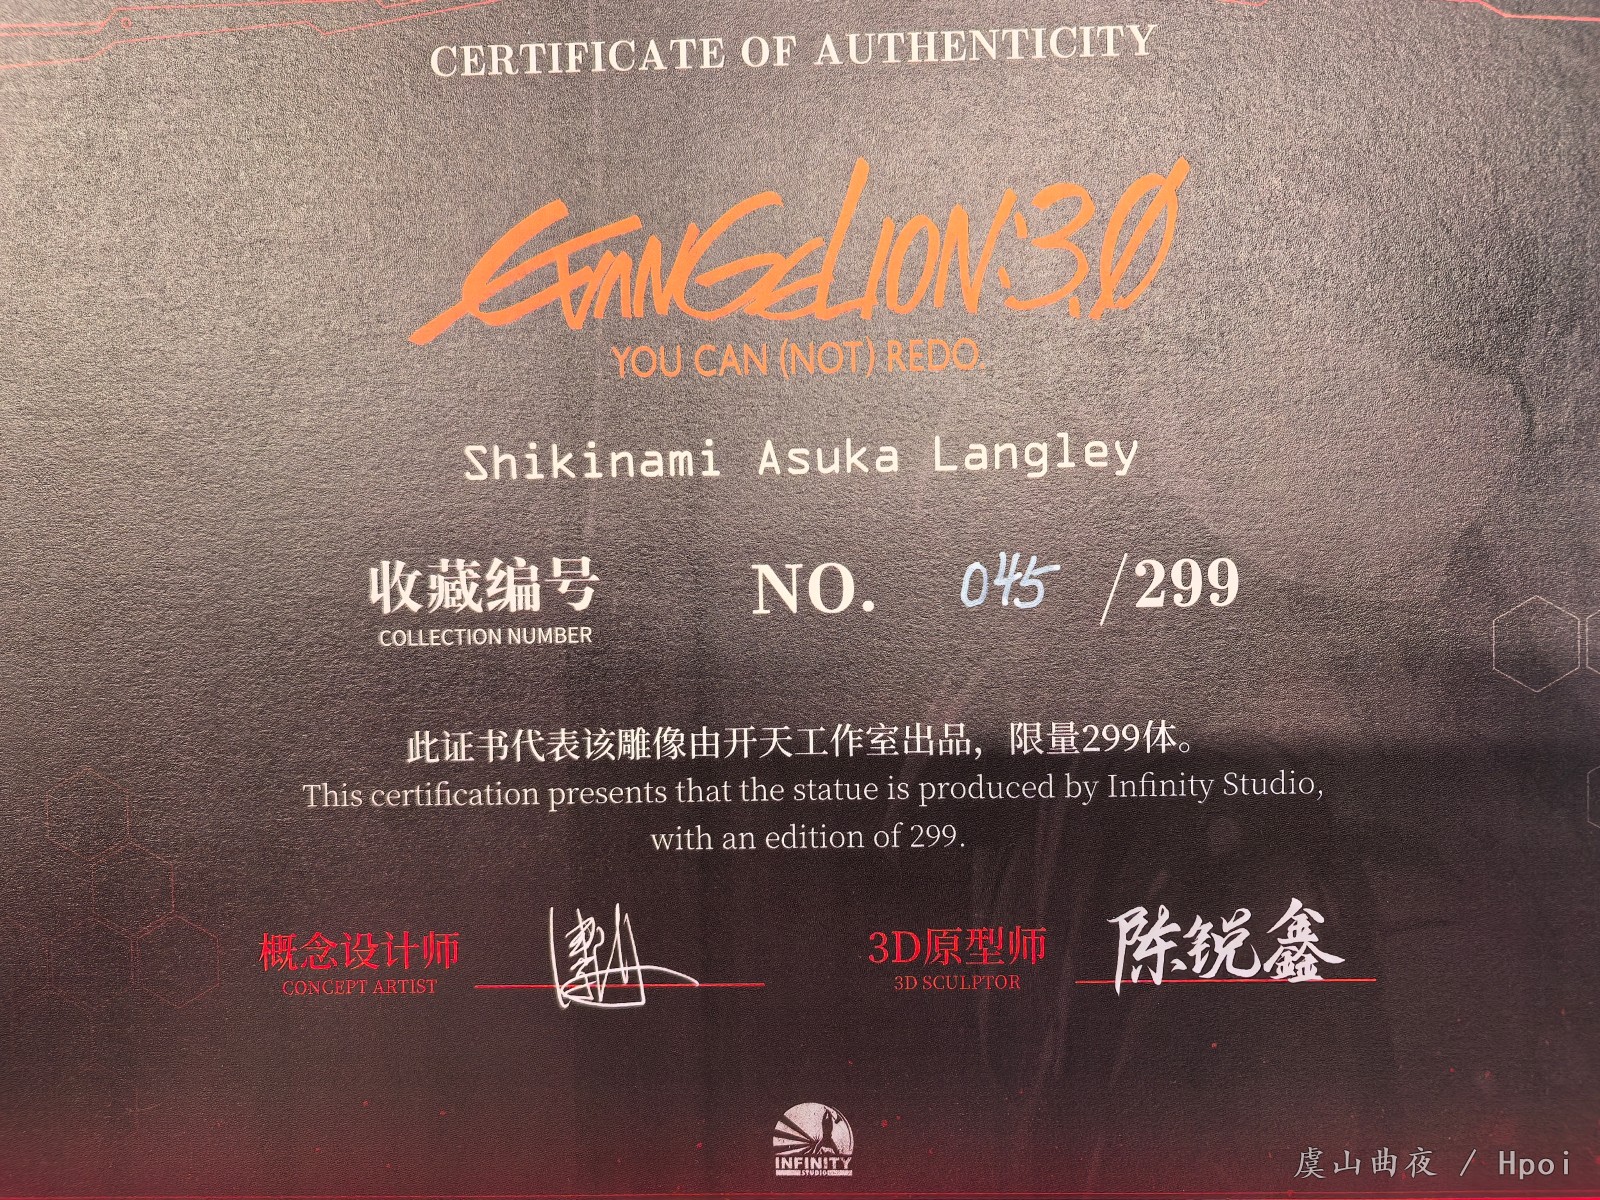 CERTIFICATE OF AUTHENTICITY
EVANGELION:3.0
YOU CAN (NOT) REDO.
Shikinami Asuka Langley
收藏编号 NO. 045 /299
COLLECTION NUMBER
此证书代表该雕像由开天工作室出品，限量299体。
This certification presents that the statue is produced by Infinity Studio,
with an edition of 299.
概念设计师 3D原型师 陈锐鑫
CONCEPT ARTIST 3D SCULPTOR
INFINITY
STUDIO
虞山曲夜 / Hpoi